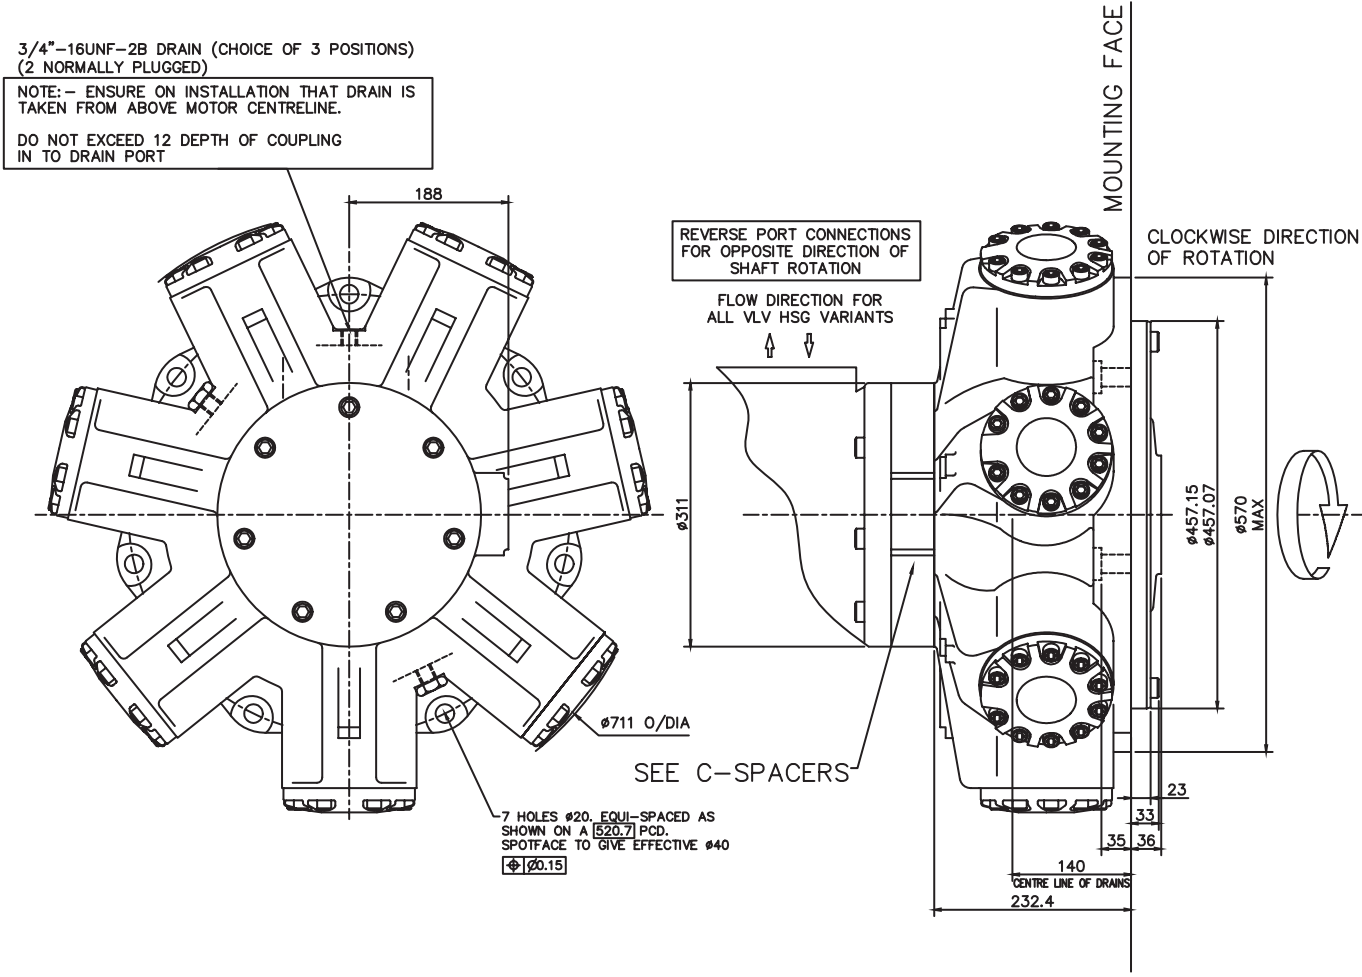 3/4"-16UNF-2B DRAIN (CHOICE OF 3 POSITIONS)
(2 NORMALLY PLUGGED)
NOTE:- ENSURE ON INSTALLATION THAT DRAIN IS
TAKEN FROM ABOVE MOTOR CENTRELINE.
DO NOT EXCEED 12 DEPTH OF COUPLING
IN TO DRAIN PORT
188
ø711 O/DIA
7 HOLES ø20. EQUI-SPACED AS
SHOWN ON A 520.7 PCD.
SPOTFACE TO GIVE EFFECTIVE ø40
⌖ Ø0.15
REVERSE PORT CONNECTIONS
FOR OPPOSITE DIRECTION OF
SHAFT ROTATION
FLOW DIRECTION FOR
ALL VLV HSG VARIANTS
ø311
SEE C-SPACERS
MOUNTING FACE
CLOCKWISE DIRECTION
OF ROTATION
ø457.15
ø457.07
ø570
MAX
23
33
35
36
140
CENTRE LINE OF DRAINS
232.4